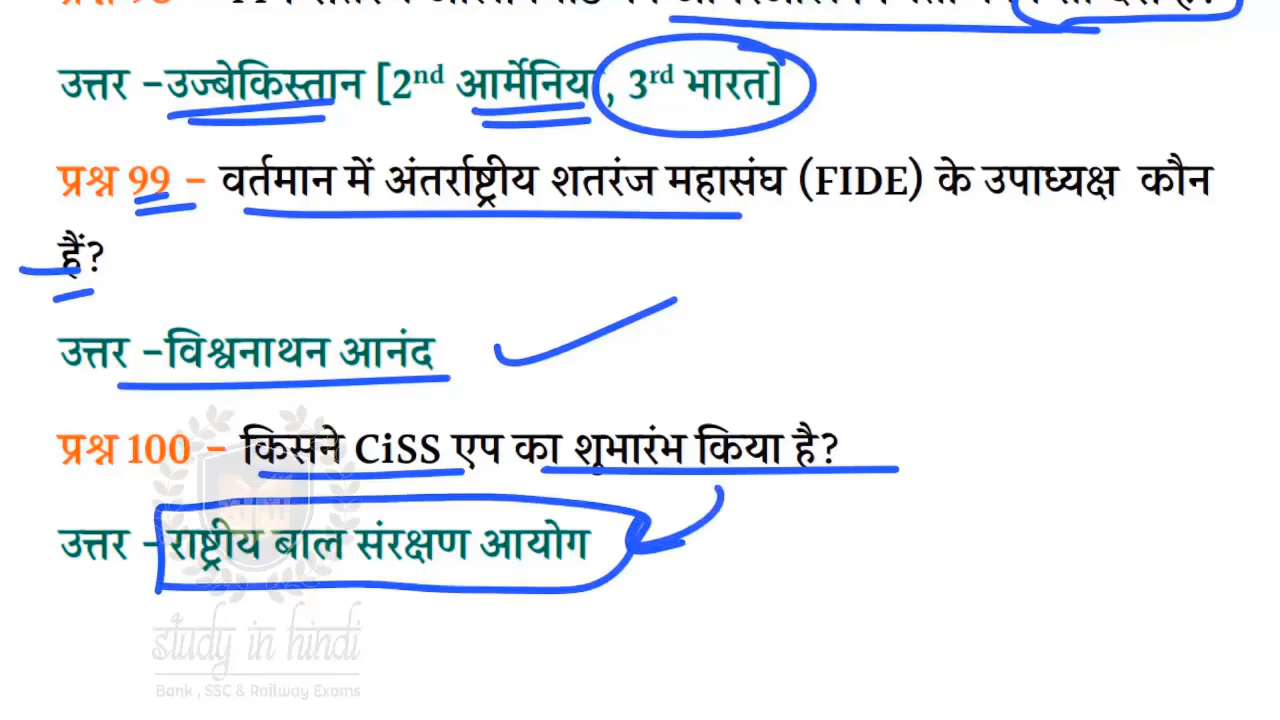 उत्तर –उज्बेकिस्तान [2nd आर्मेनिया, 3rd भारत]
प्रश्न 99 – वर्तमान में अंतर्राष्ट्रीय शतरंज महासंघ (FIDE) के उपाध्यक्ष कौन
हैं?
उत्तर –विश्वनाथन आनंद
प्रश्न 100 – किसने CiSS एप का शुभारंभ किया है?
उत्तर –राष्ट्रीय बाल संरक्षण आयोग
study in hindi
Bank , SSC & Railway Exams